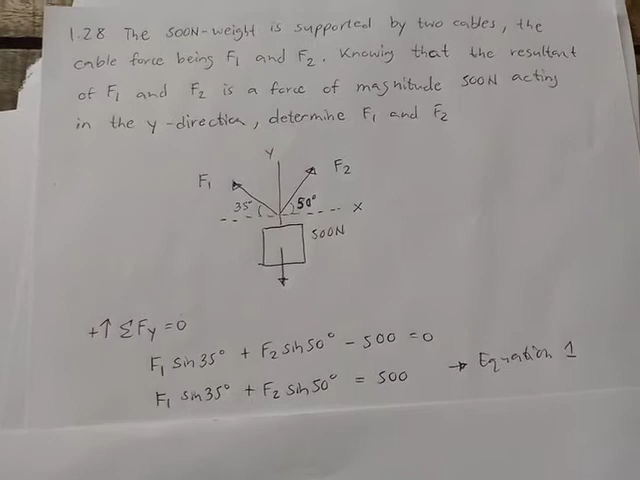 1.28 The 500N-weight is supported by two cables, the
cable force being F₁ and F₂. Knowig that the resultant
of F₁ and F₂ is a force of magnitude 500N acting
in the y-direction, determine F₁ and F₂
Y
F₁
F₂
35°
50°
X
500N
+↑ ΣFy = 0
F₁ sin 35° + F₂ sin 50° - 500 = 0
F₁ sin 35° + F₂ sin 50° = 500 → Equation 1